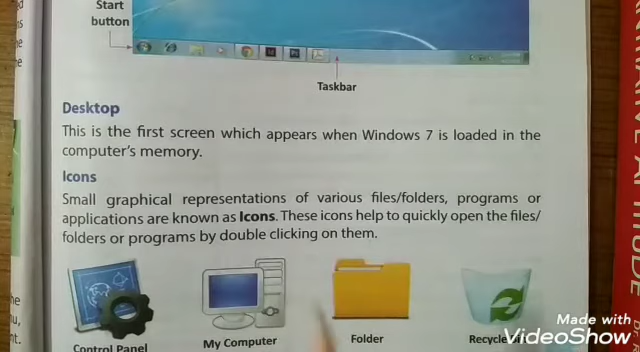 Start
button
Taskbar
Desktop
This is the first screen which appears when Windows 7 is loaded in the
computer's memory.
Icons
Small graphical representations of various files/folders, programs or
applications are known as Icons. These icons help to quickly open the files/
folders or programs by double clicking on them.
Control Panel
My Computer
Folder
Recycle
Made with
VideoShow